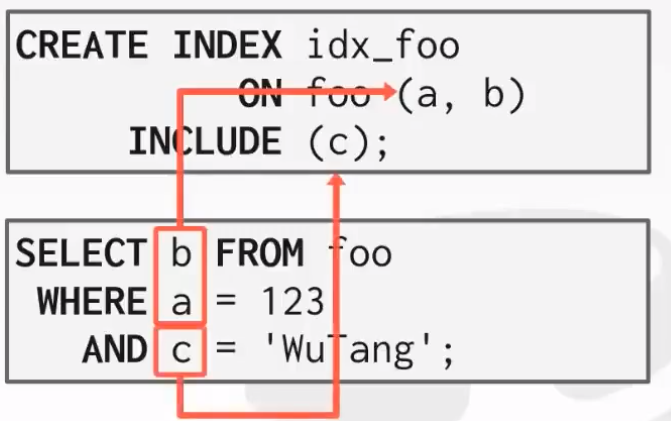 CREATE INDEX idx_foo
ON foo (a, b)
INCLUDE (c);
SELECT b FROM foo
WHERE a = 123
AND c = 'WuTang';